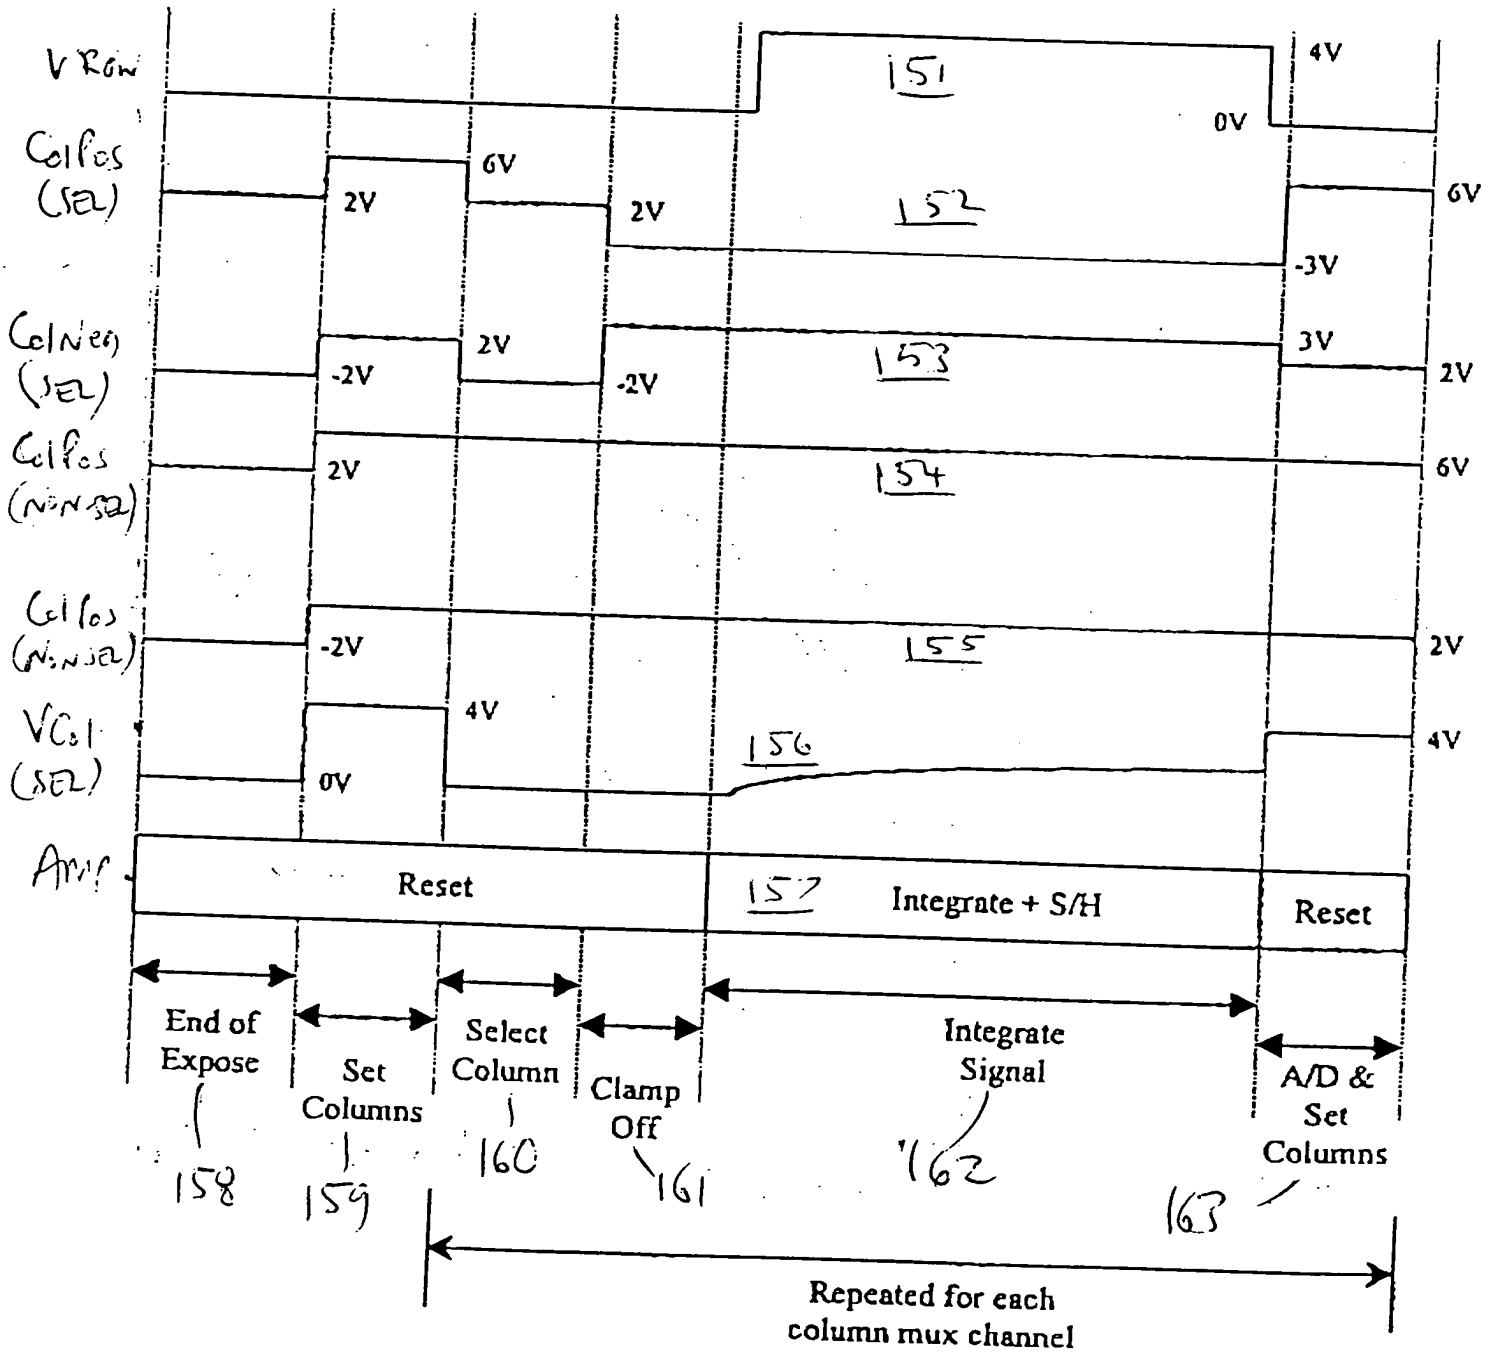 V Row
151
4V
0V
ColPos
(SEL)
2V
6V
2V
152
-3V
6V
ColNeg
(SEL)
-2V
2V
-2V
153
3V
2V
ColPos
(NONSEL)
2V
154
6V
ColPos
(NONSEL)
-2V
155
2V
VCol
(SEL)
0V
4V
156
4V
Amp
Reset
157
Integrate + S/H
Reset
End of
Expose
Set
Columns
Select
Column
Clamp
Off
Integrate
Signal
A/D &
Set
Columns
158
159
160
161
162
163
Repeated for each
column mux channel